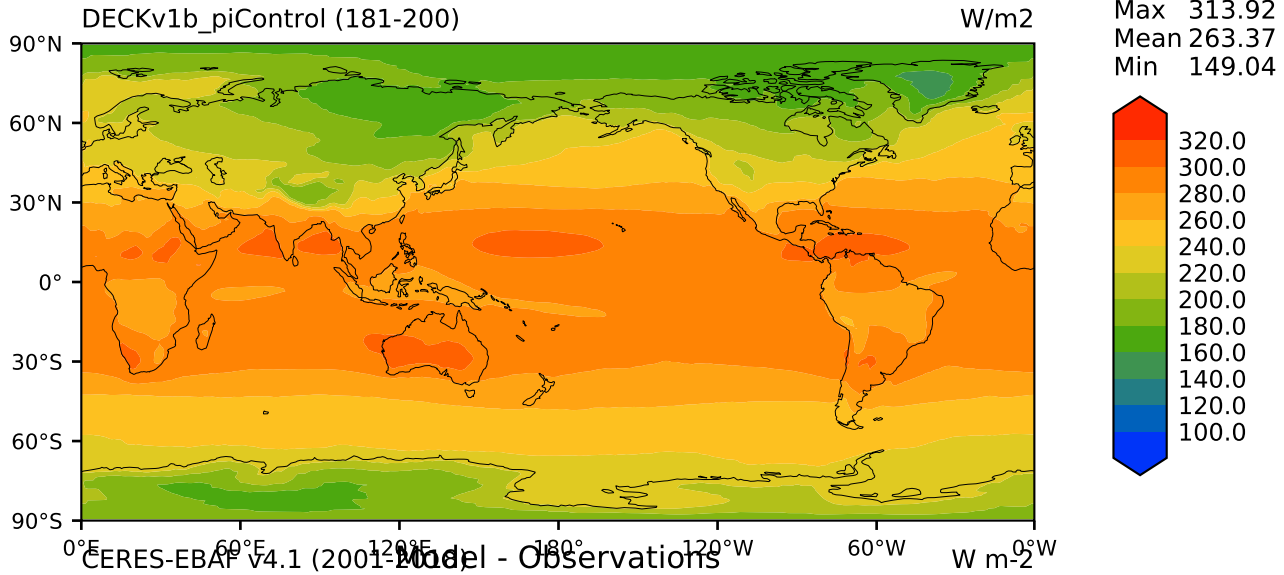 DECKv1b_piControl (181-200) W/m2
Max 313.92
Mean 263.37
Min 149.04
90°N
60°N
30°N
0°
30°S
60°S
90°S
320.0
300.0
280.0
260.0
240.0
220.0
200.0
180.0
160.0
140.0
120.0
100.0
0°E 60°E 120°E 180° 120°W 60°W 0°W
CERES-EBAF v4.1 (2001-2018) W m-2
Model - Observations